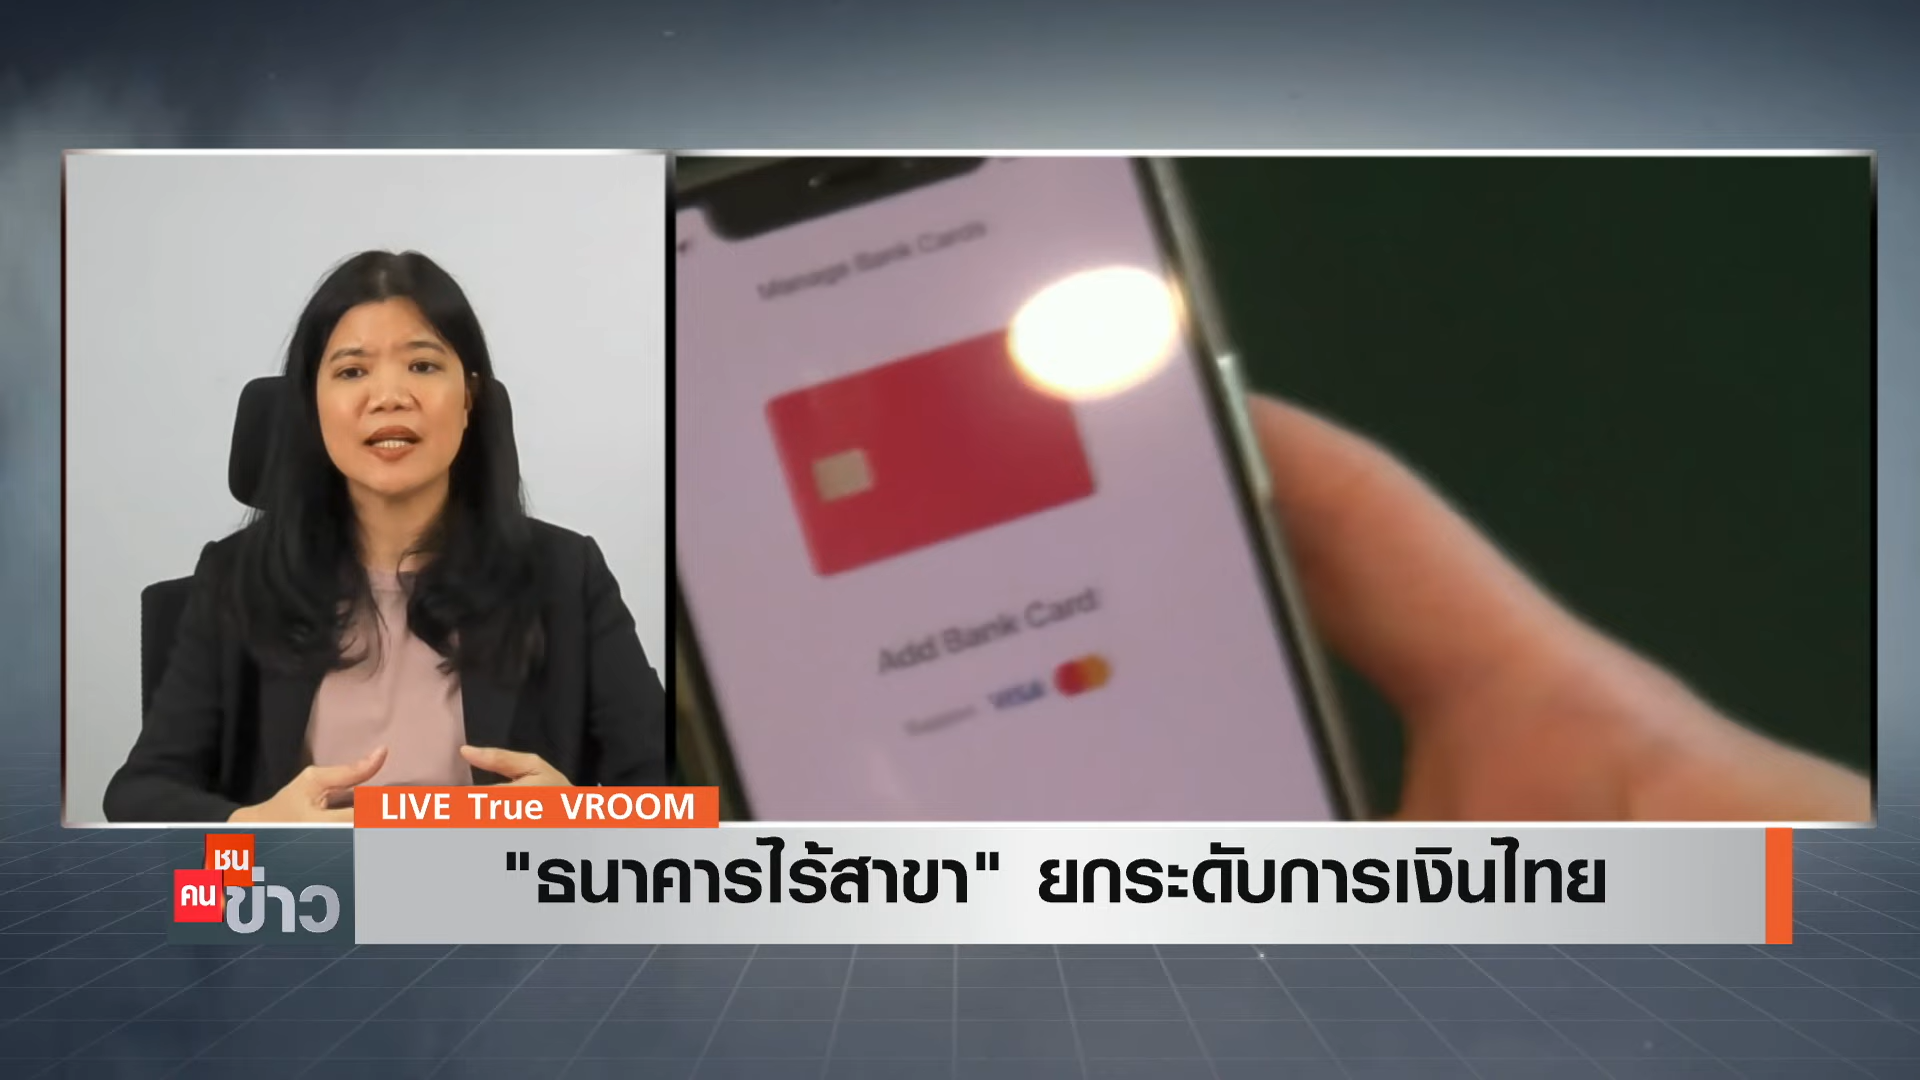 Manage Bank Cards
Add Bank Card
Support VISA
LIVE True VROOM
ชน
คน
ข่าว
"ธนาคารไร้สาขา" ยกระดับการเงินไทย